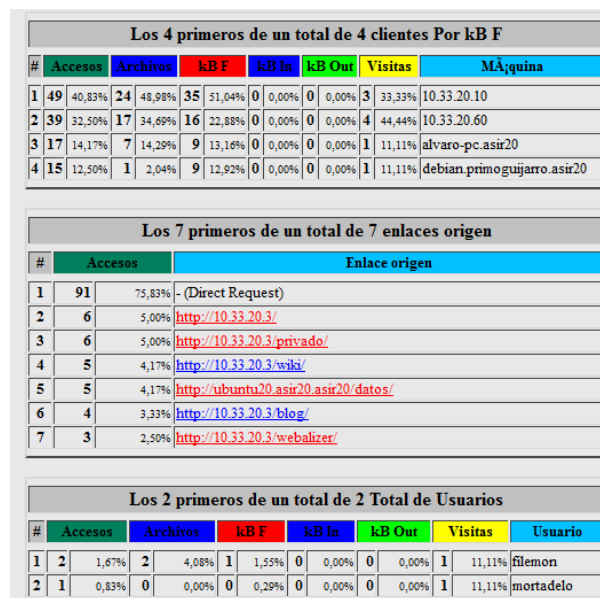 Los 4 primeros de un total de 4 clientes Por kB F
# Accesos Archivos kB F kB In kB Out Visitas MÃ¡quina
1 49 40,83% 24 48,98% 35 51,04% 0 0,00% 0 0,00% 3 33,33% 10.33.20.10
2 39 32,50% 17 34,69% 16 22,88% 0 0,00% 0 0,00% 4 44,44% 10.33.20.60
3 17 14,17% 7 14,29% 9 13,16% 0 0,00% 0 0,00% 1 11,11% alvaro-pc.asir20
4 15 12,50% 1 2,04% 9 12,92% 0 0,00% 0 0,00% 1 11,11% debian.primoguijarro.asir20
Los 7 primeros de un total de 7 enlaces origen
# Accesos Enlace origen
1 91 75,83% - (Direct Request)
2 6 5,00% http://10.33.20.3/
3 6 5,00% http://10.33.20.3/privado/
4 5 4,17% http://10.33.20.3/wiki/
5 5 4,17% http://ubuntu20.asir20.asir20/datos/
6 4 3,33% http://10.33.20.3/blog/
7 3 2,50% http://10.33.20.3/webalizer/
Los 2 primeros de un total de 2 Total de Usuarios
# Accesos Archivos kB F kB In kB Out Visitas Usuario
1 2 1,67% 2 4,08% 1 1,55% 0 0,00% 0 0,00% 1 11,11% filemon
2 1 0,83% 0 0,00% 0 0,29% 0 0,00% 0 0,00% 1 11,11% mortadelo